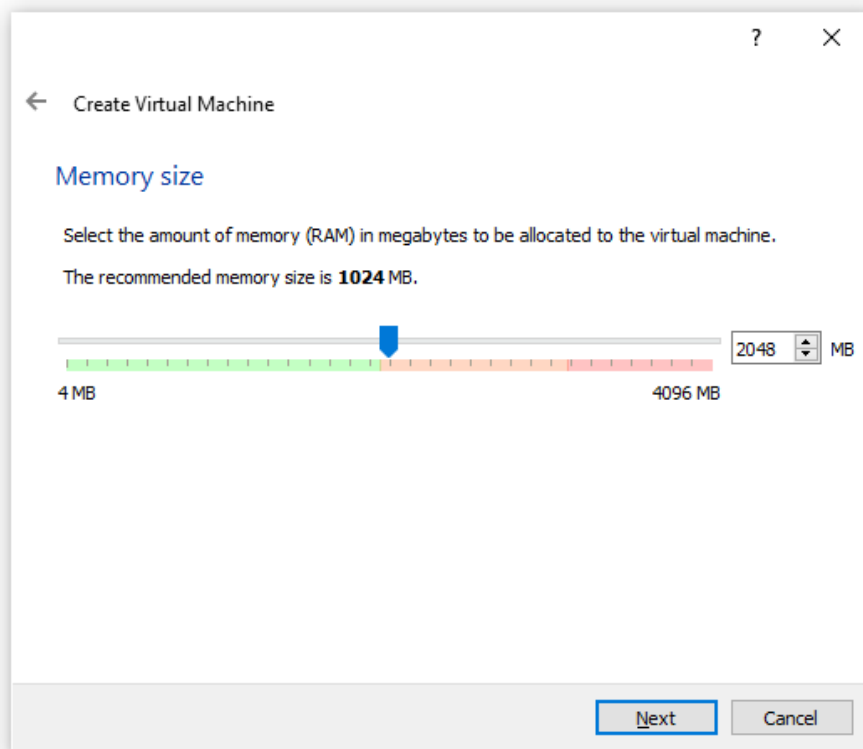 ?
Create Virtual Machine
Memory size
Select the amount of memory (RAM) in megabytes to be allocated to the virtual machine.
The recommended memory size is 1024 MB.
2048 MB
4 MB 4096 MB
Next Cancel